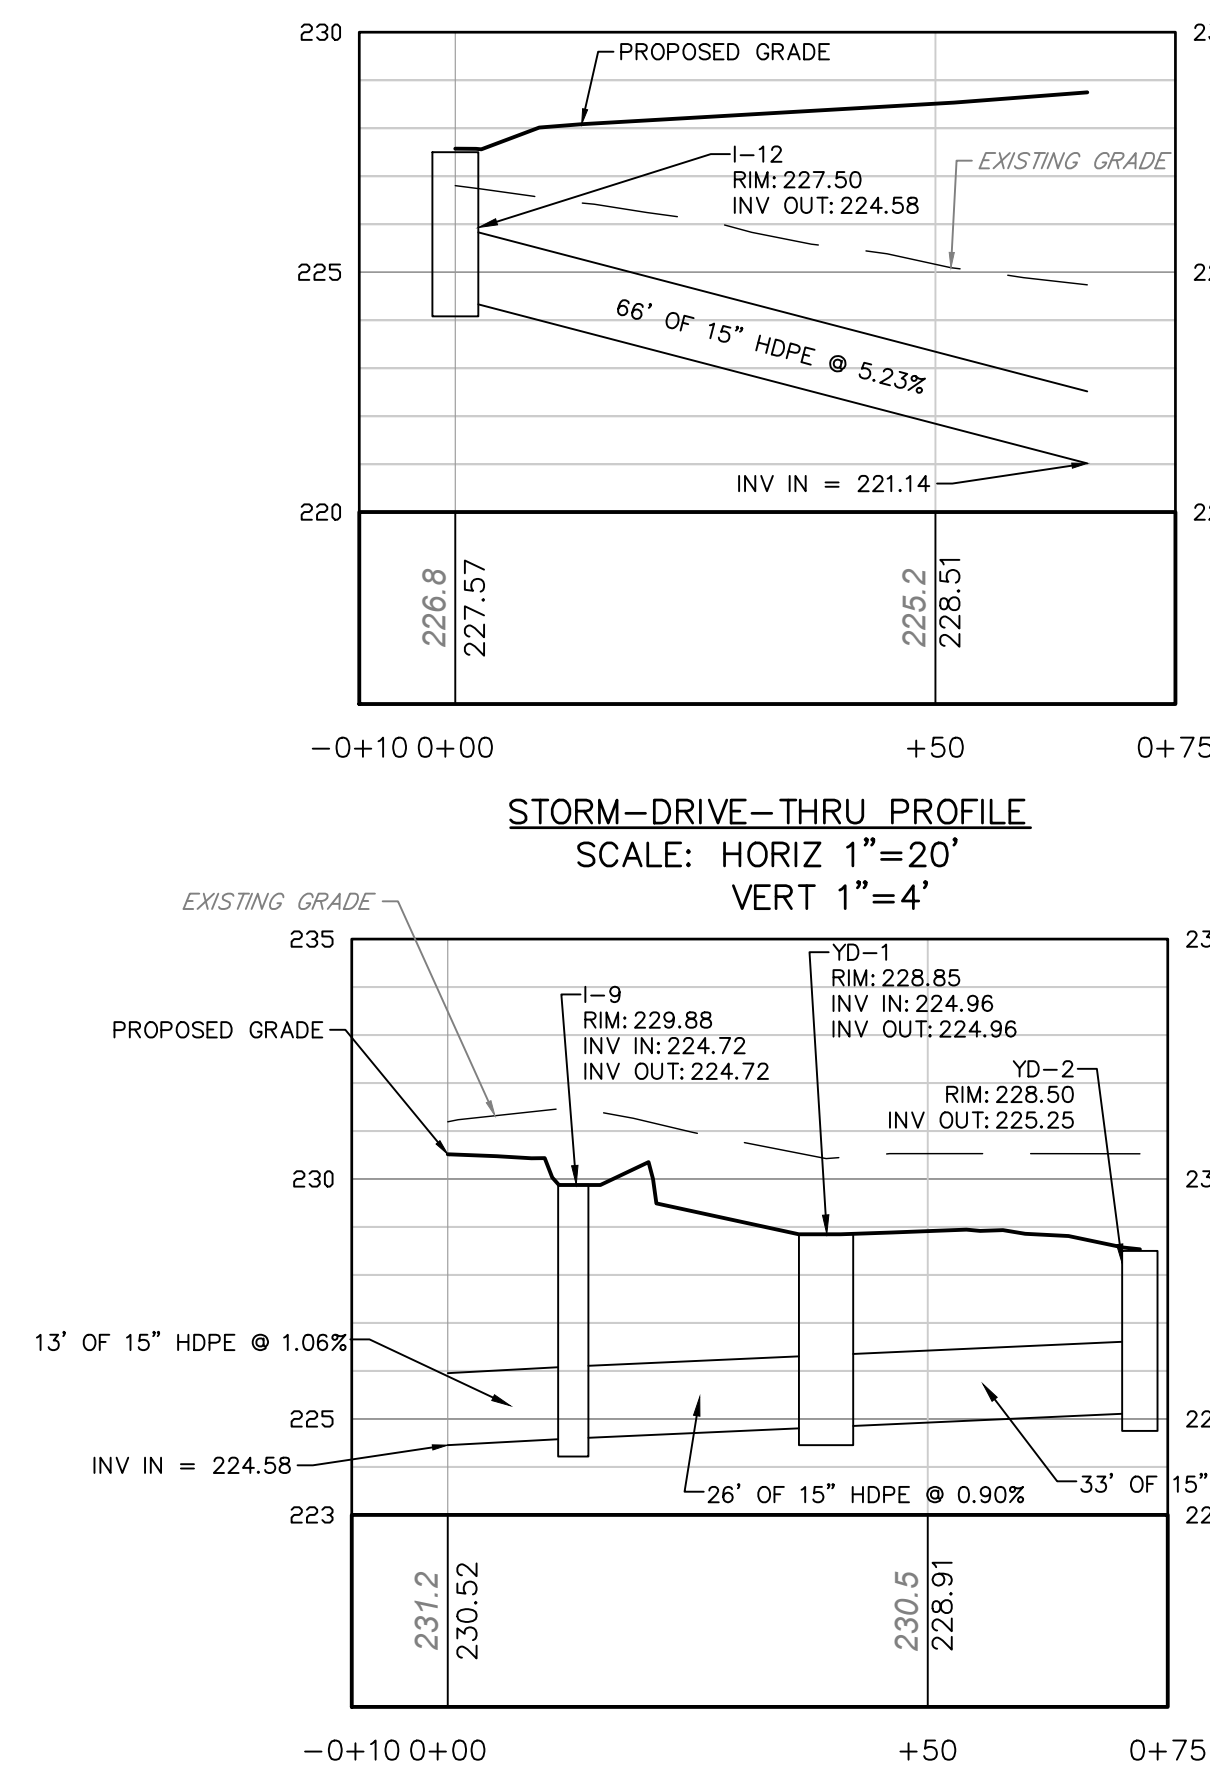 230
PROPOSED GRADE
I-12
RIM: 227.50
INV OUT: 224.58
EXISTING GRADE
225
66' OF 15" HDPE @ 5.23%
INV IN = 221.14
220
226.8
227.57
225.2
228.51
-0+10 0+00 +50 0+75
STORM-DRIVE-THRU PROFILE
SCALE: HORIZ 1"=20'
VERT 1"=4'
EXISTING GRADE
235
YD-1
RIM: 228.85
INV IN: 224.96
INV OUT: 224.96
I-9
RIM: 229.88
INV IN: 224.72
INV OUT: 224.72
PROPOSED GRADE
YD-2
RIM: 228.50
INV OUT: 225.25
230
13' OF 15" HDPE @ 1.06%
225
INV IN = 224.58
26' OF 15" HDPE @ 0.90%
33' OF 15"
223
231.2
230.52
230.5
228.91
-0+10 0+00 +50 0+75